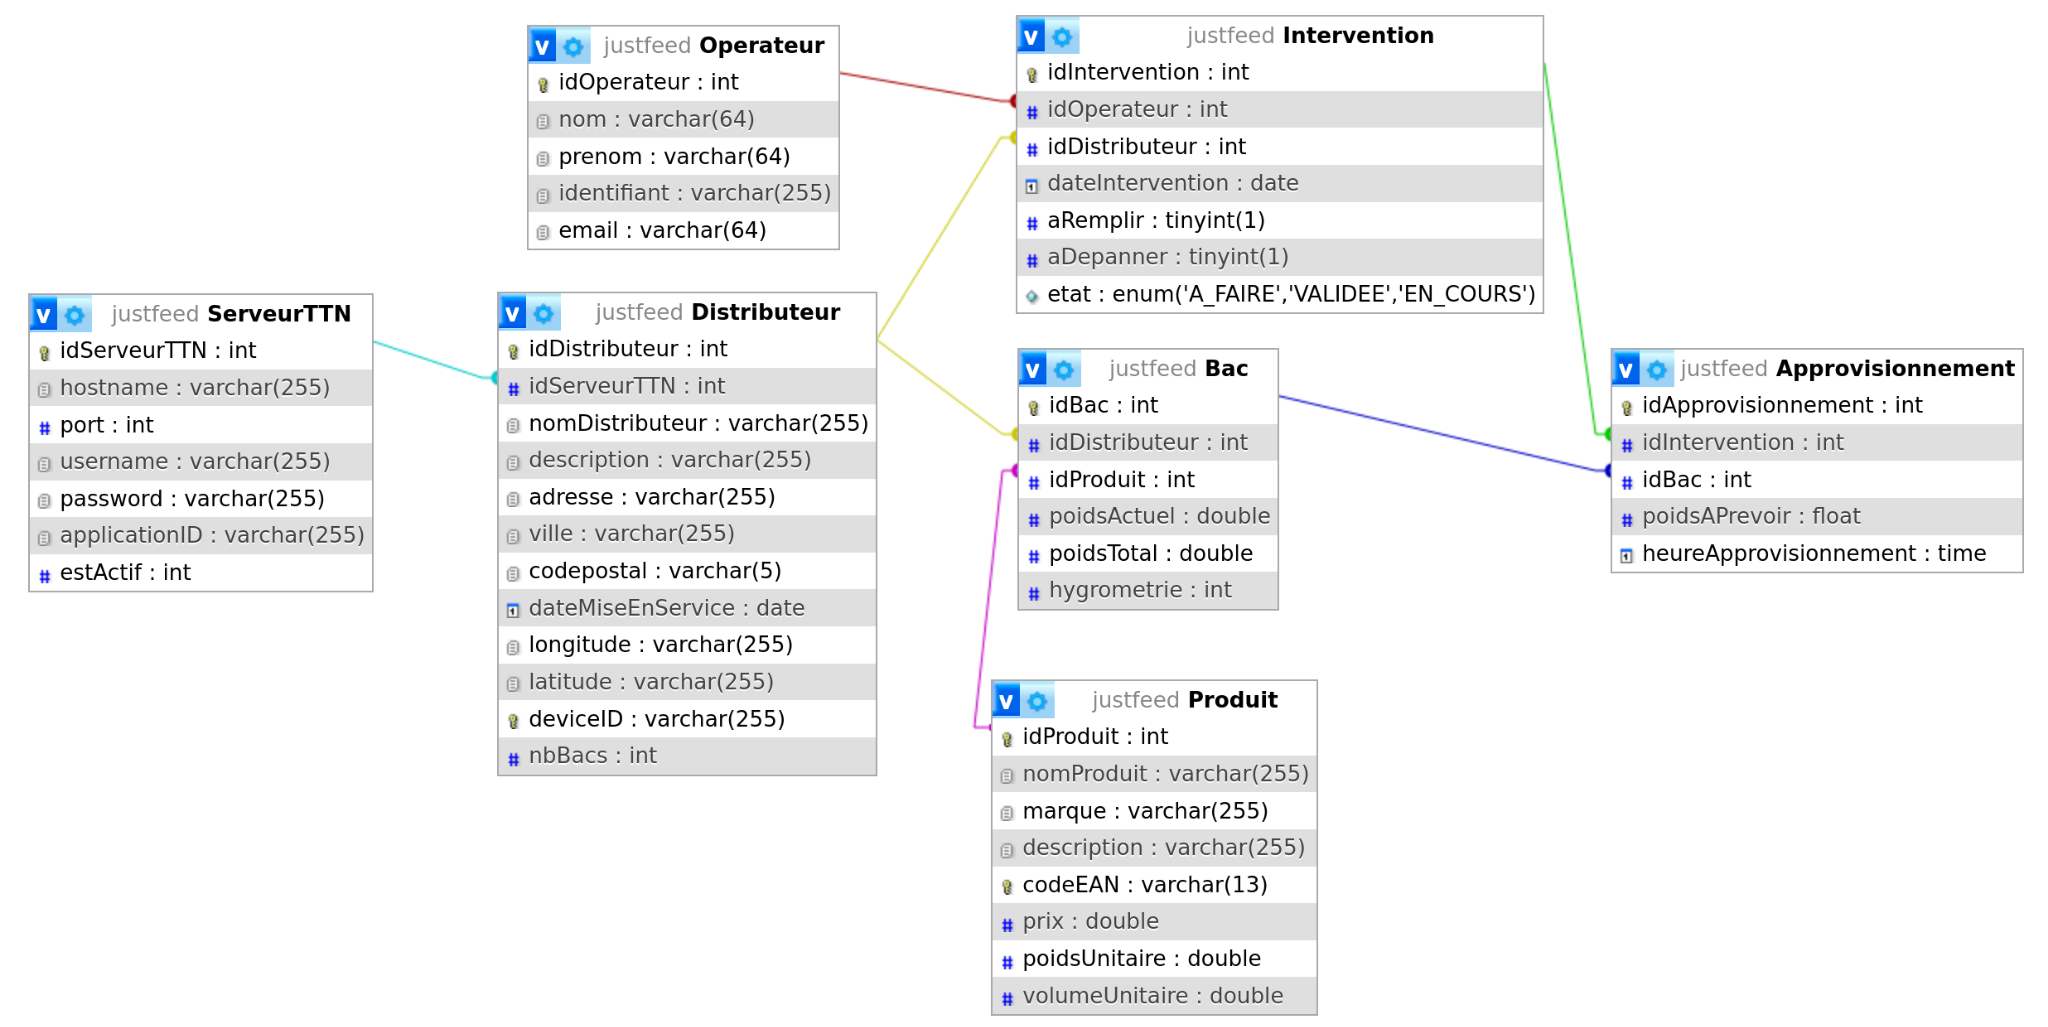 v justfeed Operateur
idOperateur : int
nom : varchar(64)
prenom : varchar(64)
identifiant : varchar(255)
email : varchar(64)
v justfeed Intervention
idIntervention : int
idOperateur : int
idDistributeur : int
dateIntervention : date
aRemplir : tinyint(1)
aDepanner : tinyint(1)
etat : enum('A_FAIRE','VALIDEE','EN_COURS')
v justfeed ServeurTTN
idServeurTTN : int
hostname : varchar(255)
port : int
username : varchar(255)
password : varchar(255)
applicationID : varchar(255)
estActif : int
v justfeed Distributeur
idDistributeur : int
idServeurTTN : int
nomDistributeur : varchar(255)
description : varchar(255)
adresse : varchar(255)
ville : varchar(255)
codepostal : varchar(5)
dateMiseEnService : date
longitude : varchar(255)
latitude : varchar(255)
deviceID : varchar(255)
nbBacs : int
v justfeed Bac
idBac : int
idDistributeur : int
idProduit : int
poidsActuel : double
poidsTotal : double
hygrometrie : int
v justfeed Approvisionnement
idApprovisionnement : int
idIntervention : int
idBac : int
poidsAPrevoir : float
heureApprovisionnement : time
v justfeed Produit
idProduit : int
nomProduit : varchar(255)
marque : varchar(255)
description : varchar(255)
codeEAN : varchar(13)
prix : double
poidsUnitaire : double
volumeUnitaire : double